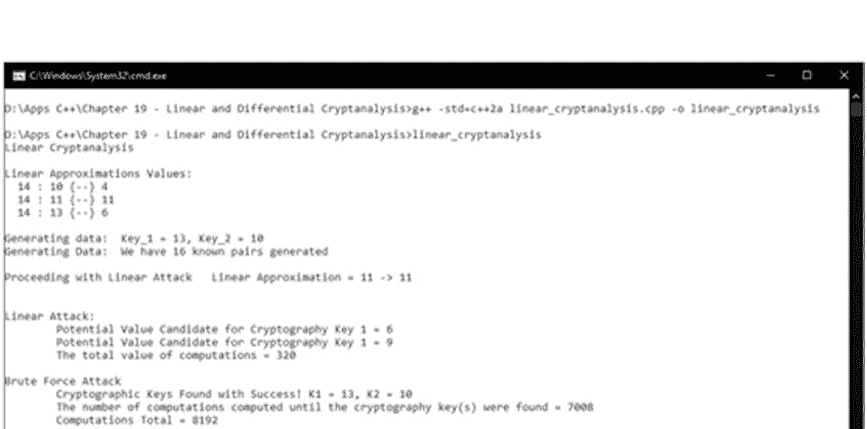 C:\Windows\System32\cmd.exe
D:\Apps C++\Chapter 19 - Linear and Differential Cryptanalysis>g++ -std=c++2a linear_cryptanalysis.cpp -o linear_cryptanalysis
D:\Apps C++\Chapter 19 - Linear and Differential Cryptanalysis>linear_cryptanalysis
Linear Cryptanalysis
Linear Approximations Values:
14 : 10 {--} 4
14 : 11 {--} 11
14 : 13 {--} 6
Generating data: Key_1 = 13, Key_2 = 10
Generating Data: We have 16 known pairs generated
Proceeding with Linear Attack Linear Approximation = 11 -> 11
Linear Attack:
Potential Value Candidate for Cryptography Key 1 = 6
Potential Value Candidate for Cryptography Key 1 = 9
The total value of computations = 320
Brute Force Attack
Cryptographic Keys Found with Success! K1 = 13, K2 = 10
The number of computations computed until the cryptography key(s) were found = 7008
Computations Total = 8192